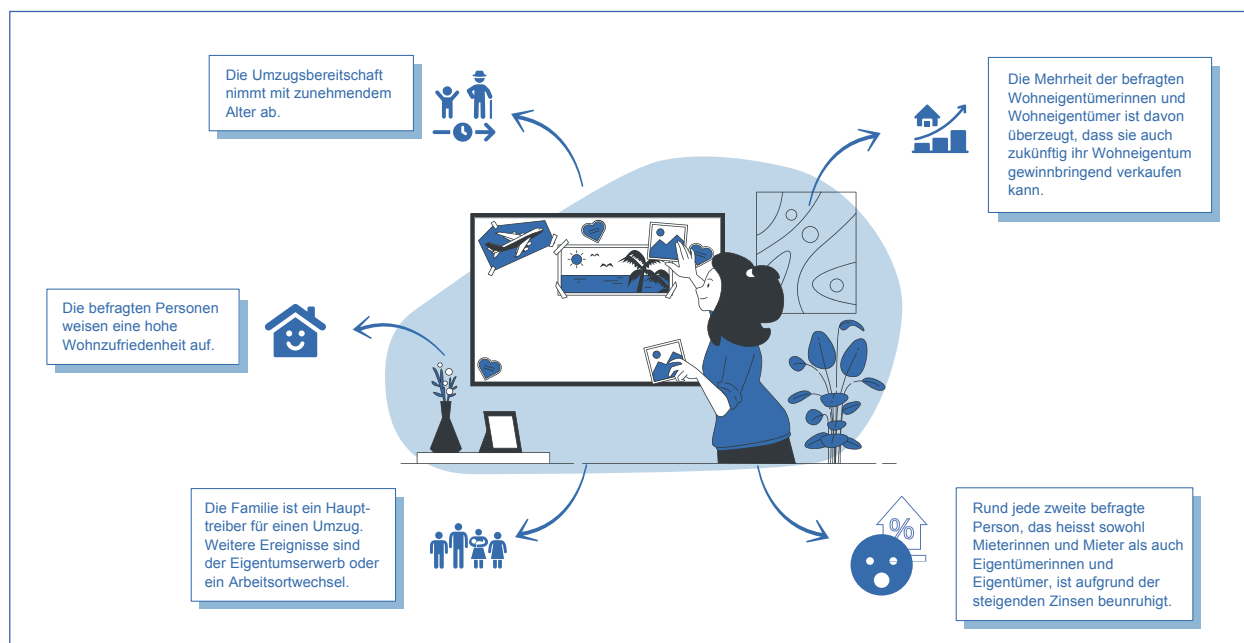 Die Umzugsbereitschaft
nimmt mit zunehmendem
Alter ab.
Die Mehrheit der befragten
Wohneigentümerinnen und
Wohneigentümer ist davon
überzeugt, dass sie auch
zukünftig ihr Wohneigentum
gewinnbringend verkaufen
kann.
Die befragten Personen
weisen eine hohe
Wohnzufriedenheit auf.
Die Familie ist ein Haupt-
treiber für einen Umzug.
Weitere Ereignisse sind
der Eigentumserwerb oder
ein Arbeitsortwechsel.
%
Rund jede zweite befragte
Person, das heisst sowohl
Mieterinnen und Mieter als auch
Eigentümerinnen und
Eigentümer, ist aufgrund der
steigenden Zinsen beunruhigt.